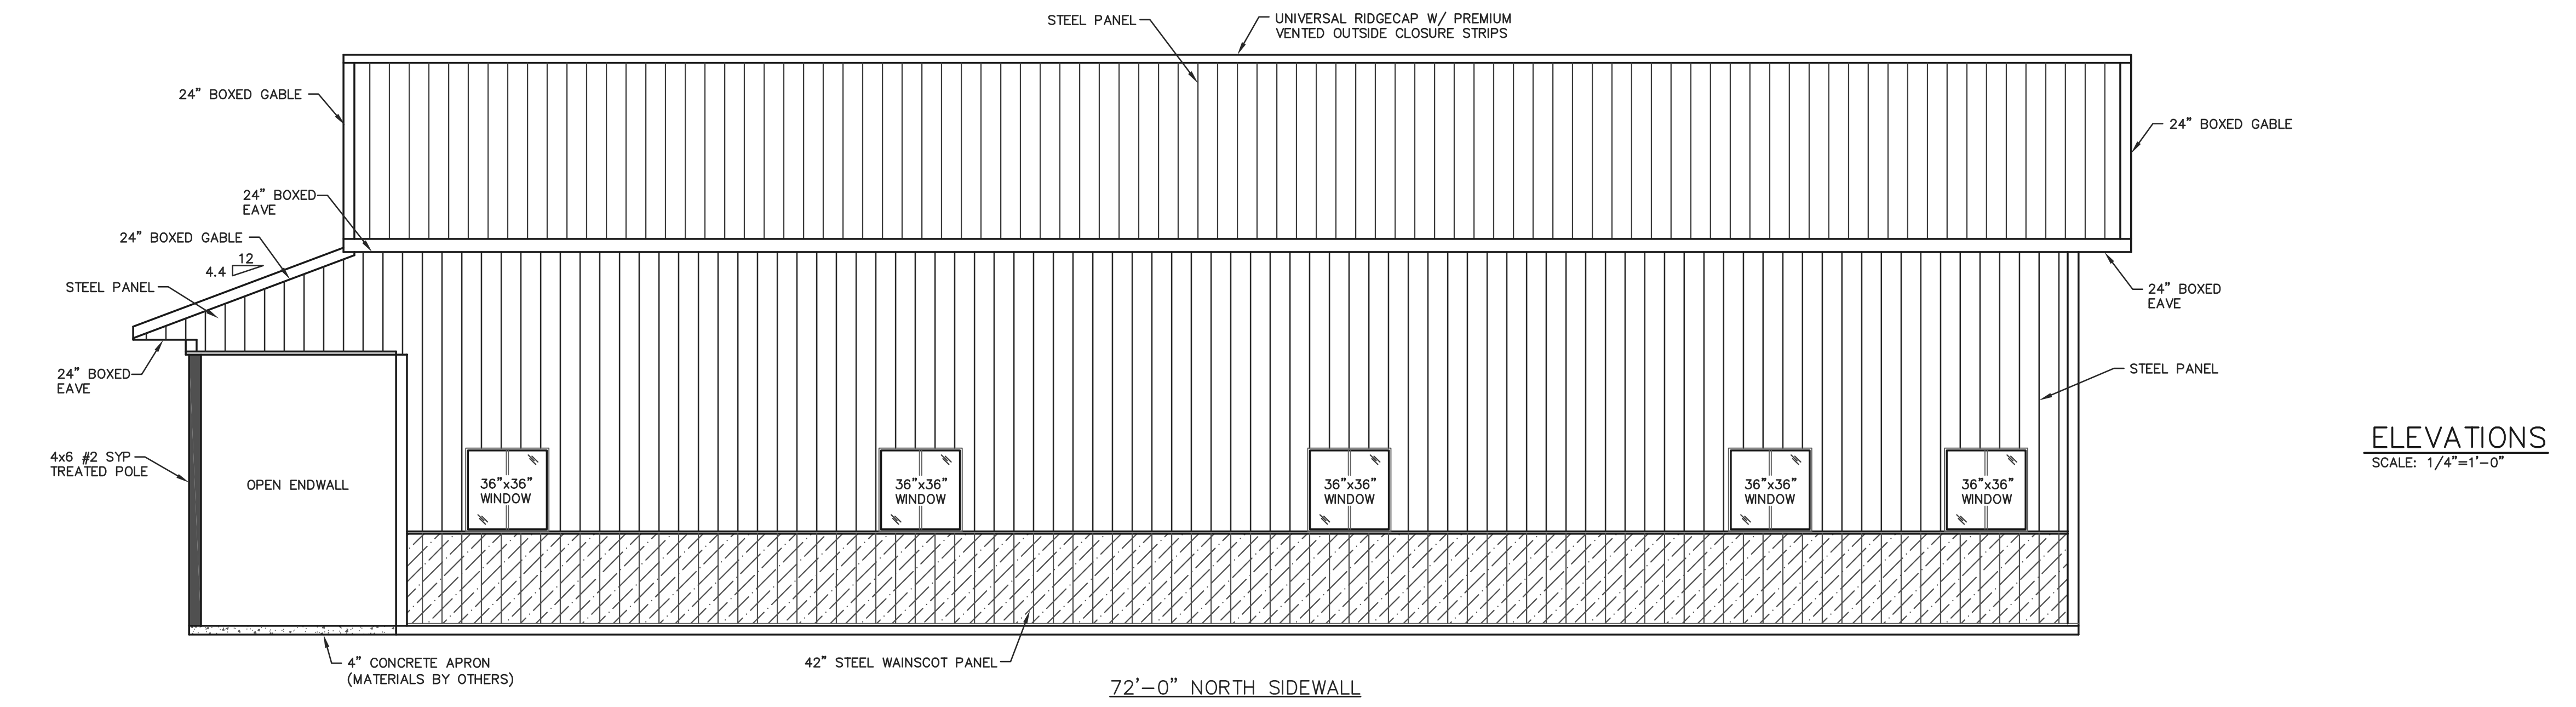 STEEL PANEL
UNIVERSAL RIDGECAP W/ PREMIUM
VENTED OUTSIDE CLOSURE STRIPS
24" BOXED GABLE
24" BOXED GABLE
24" BOXED
EAVE
24" BOXED GABLE
12
4.4
STEEL PANEL
24" BOXED
EAVE
24" BOXED
EAVE
STEEL PANEL
4x6 #2 SYP
TREATED POLE
OPEN ENDWALL
36"x36"
WINDOW
36"x36"
WINDOW
36"x36"
WINDOW
36"x36"
WINDOW
36"x36"
WINDOW
ELEVATIONS
SCALE: 1/4"=1'-0"
4" CONCRETE APRON
(MATERIALS BY OTHERS)
42" STEEL WAINSCOT PANEL
72'-0" NORTH SIDEWALL